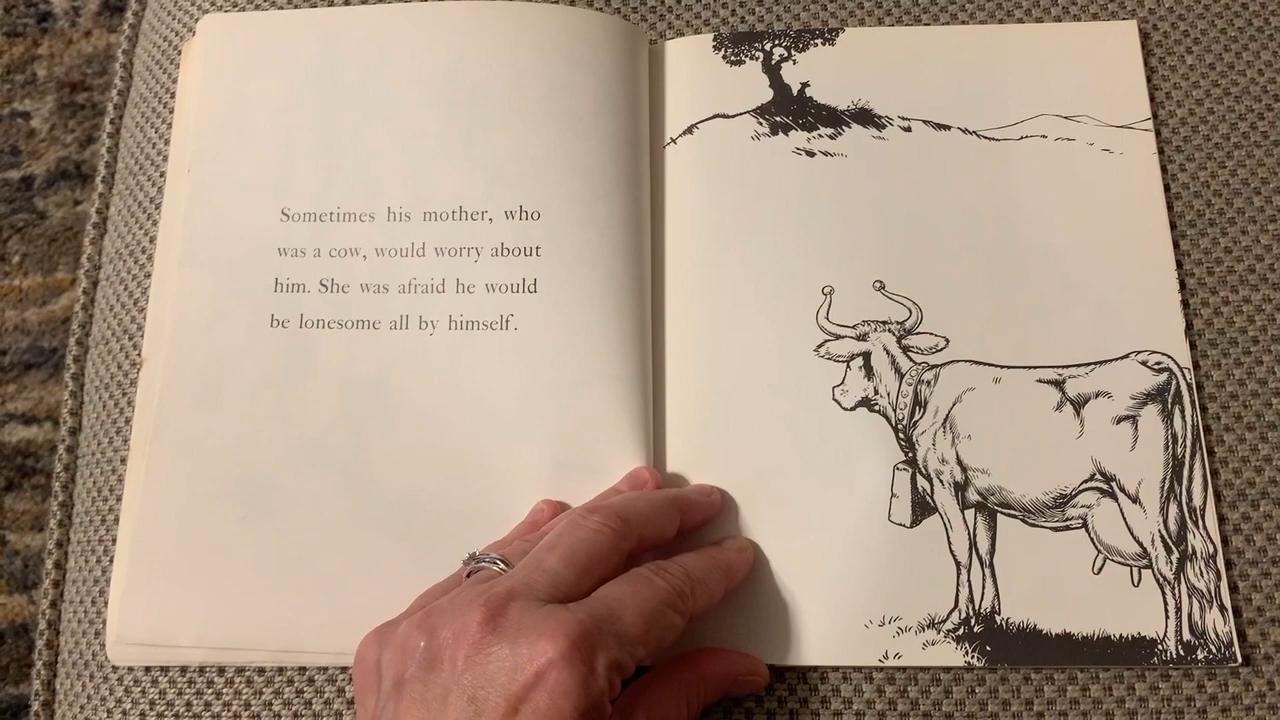 Sometimes his mother, who
was a cow, would worry about
him. She was afraid he would
be lonesome all by himself.